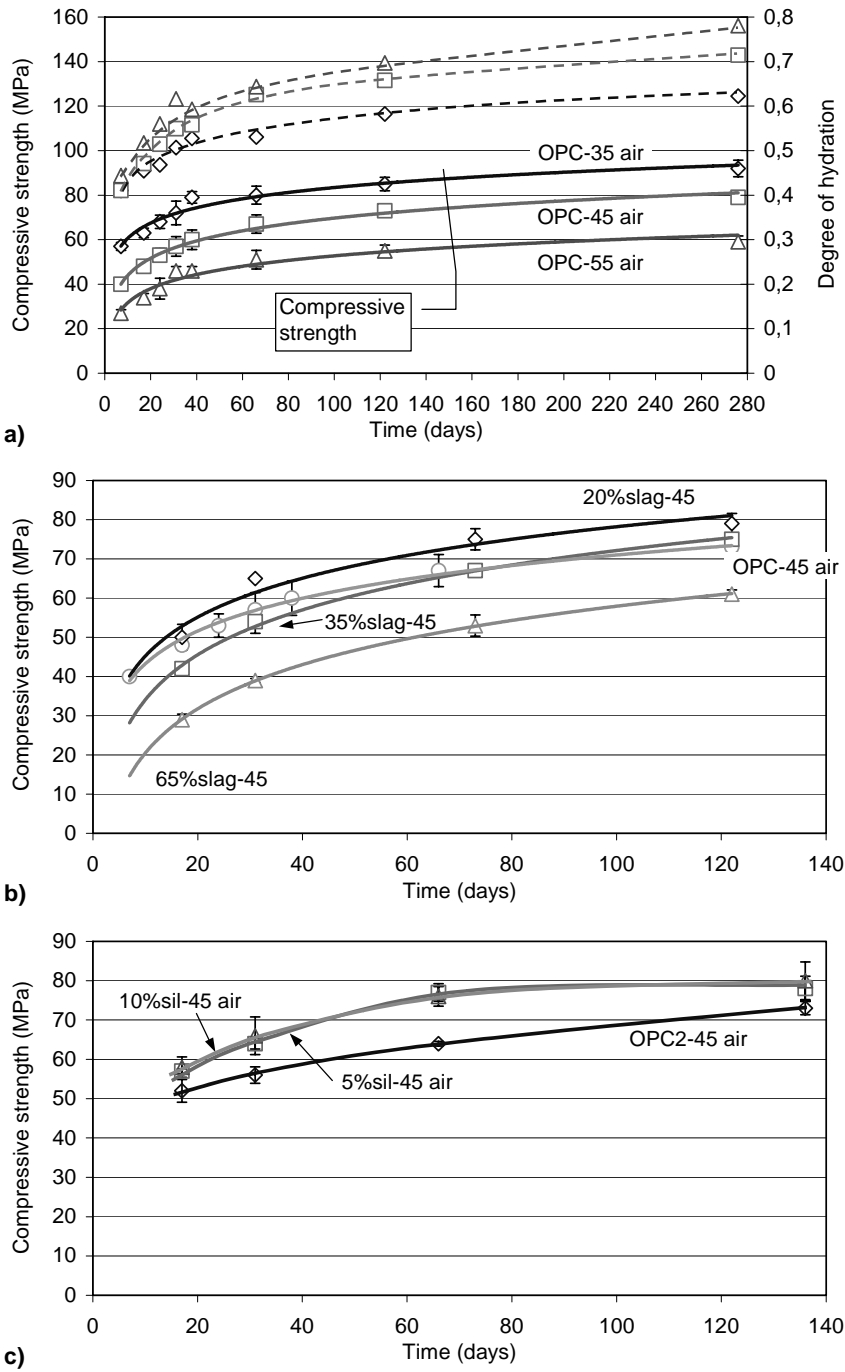 160
140
120
100
80
60
40
20
0
Compressive strength (MPa)
0,8
0,7
0,6
0,5
0,4
0,3
0,2
0,1
0
Degree of hydration
OPC-35 air
OPC-45 air
OPC-55 air
Compressive
strength
0 20 40 60 80 100 120 140 160 180 200 220 240 260 280
Time (days)
a)
90
80
70
60
50
40
30
20
10
0
Compressive strength (MPa)
20%slag-45
OPC-45 air
35%slag-45
65%slag-45
0 20 40 60 80 100 120 140
Time (days)
b)
90
80
70
60
50
40
30
20
10
0
Compressive strength (MPa)
10%sil-45 air
5%sil-45 air
OPC2-45 air
0 20 40 60 80 100 120 140
Time (days)
c)